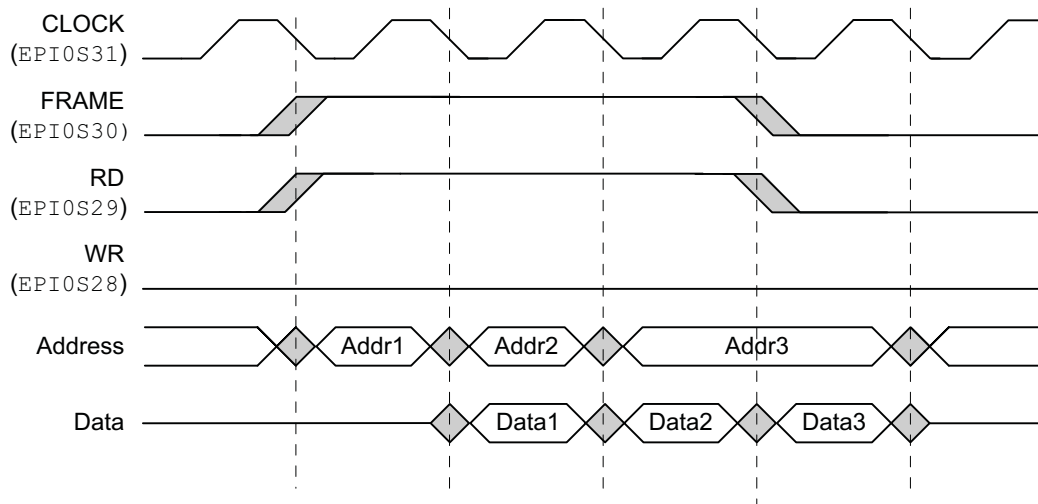 CLOCK
(EPI0S31)
FRAME
(EPI0S30)
RD
(EPI0S29)
WR
(EPI0S28)
Address
Addr1
Addr2
Addr3
Data
Data1
Data2
Data3